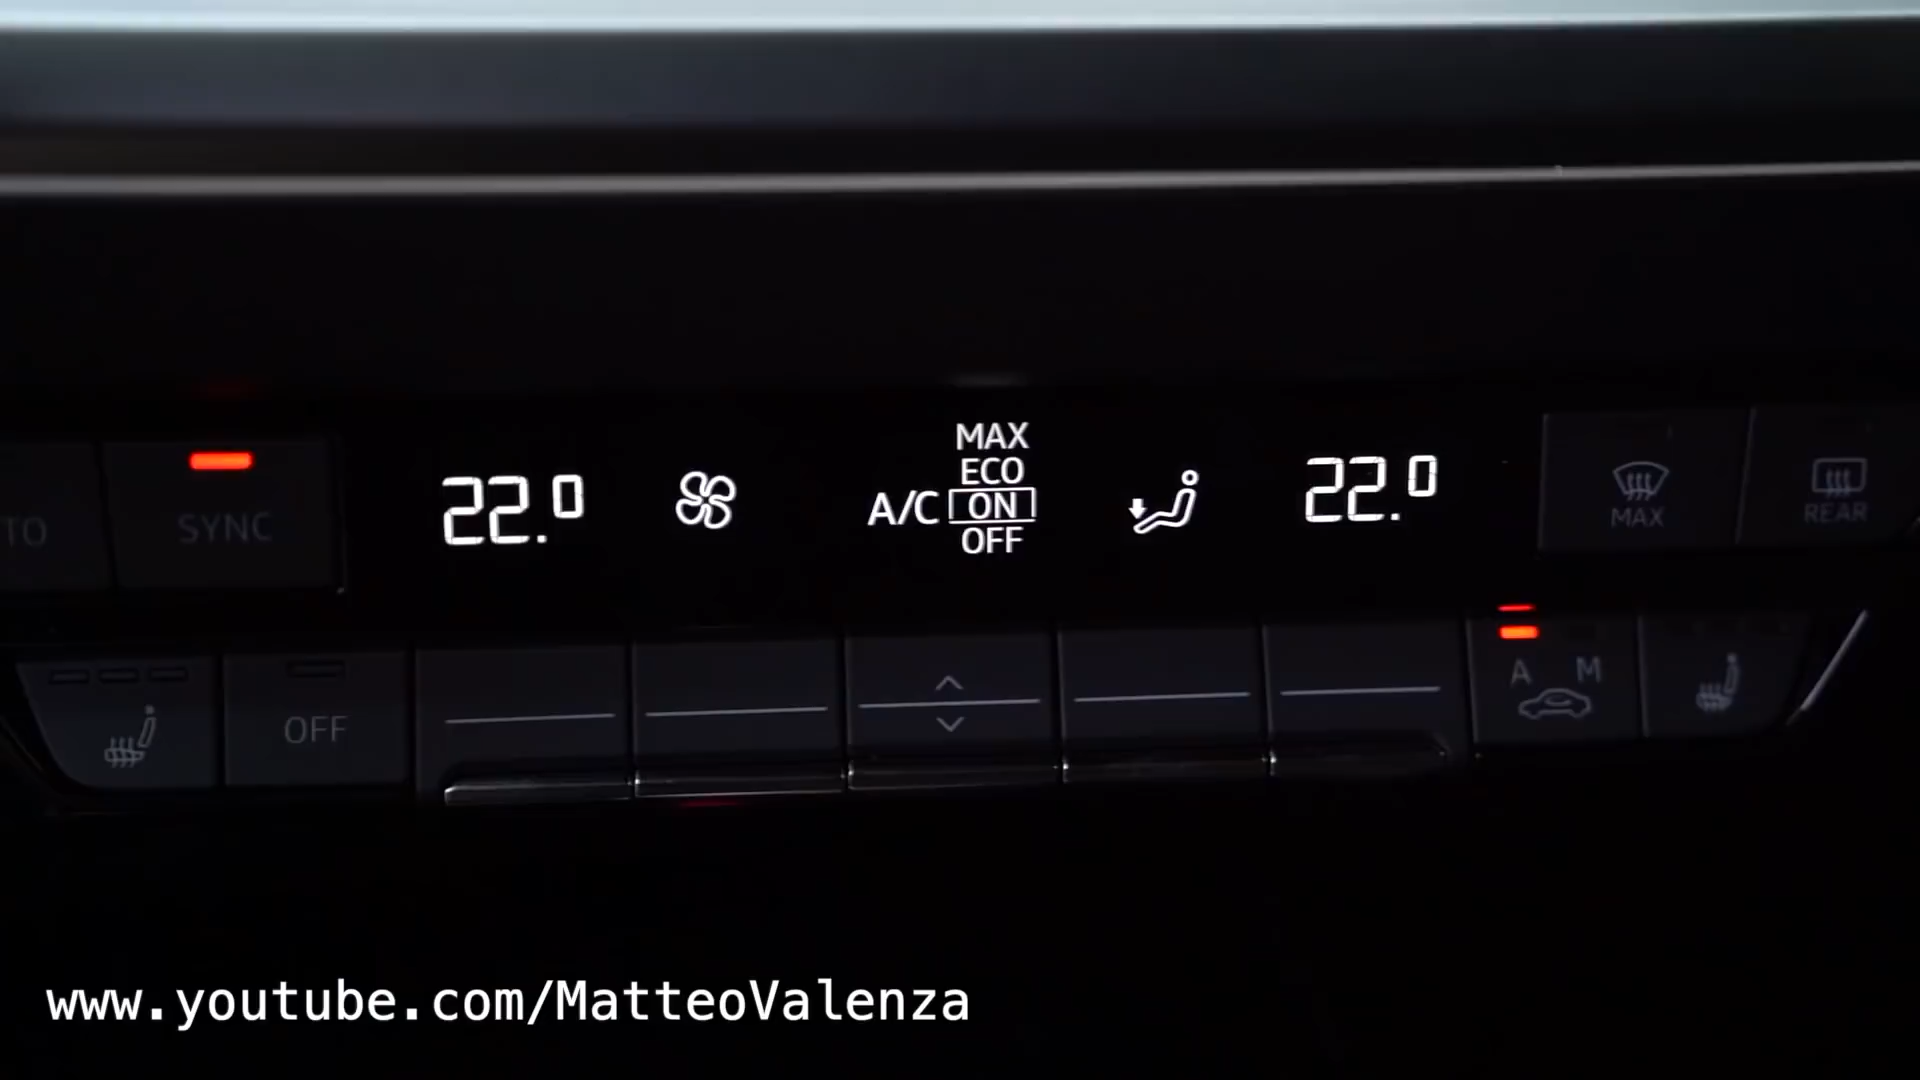 MAX
ECO
A/C ON
OFF
22.0
22.0
TO
SYNC
MAX
REAR
OFF
A M
www.youtube.com/MatteoValenza